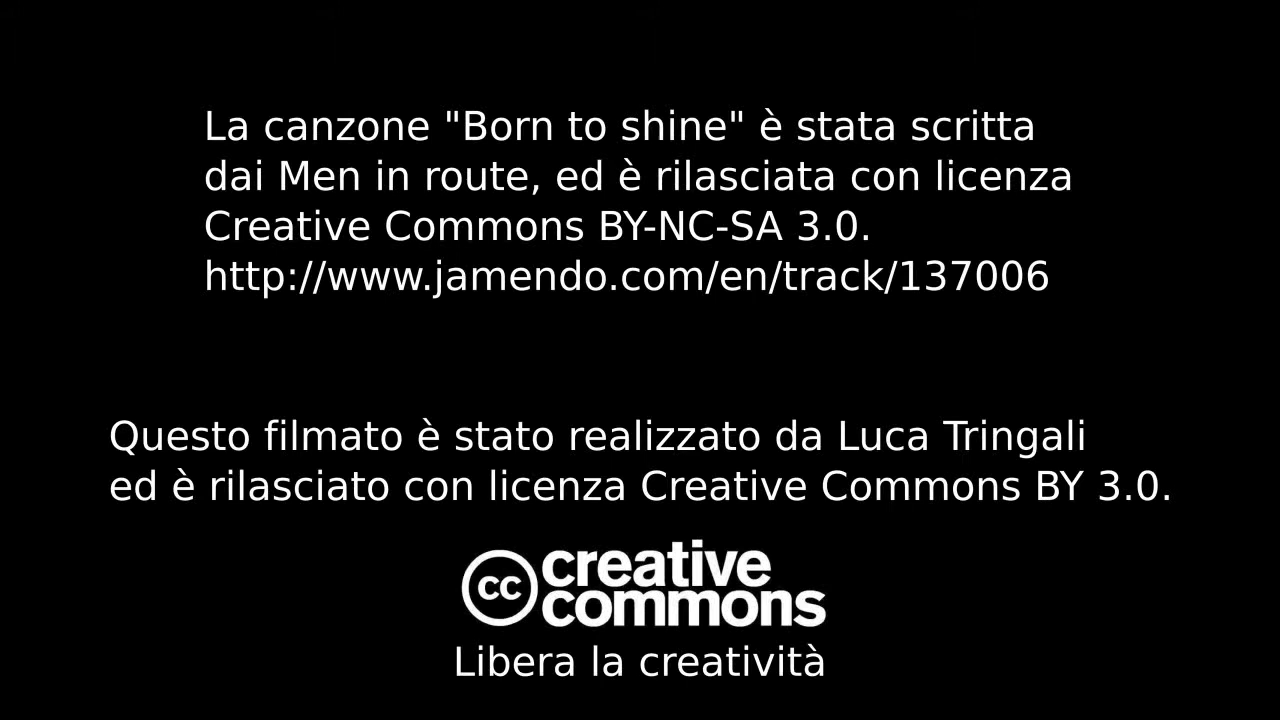 La canzone "Born to shine" è stata scritta
dai Men in route, ed è rilasciata con licenza
Creative Commons BY-NC-SA 3.0.
http://www.jamendo.com/en/track/137006
Questo filmato è stato realizzato da Luca Tringali
ed è rilasciato con licenza Creative Commons BY 3.0.
cc creative
commons
Libera la creatività